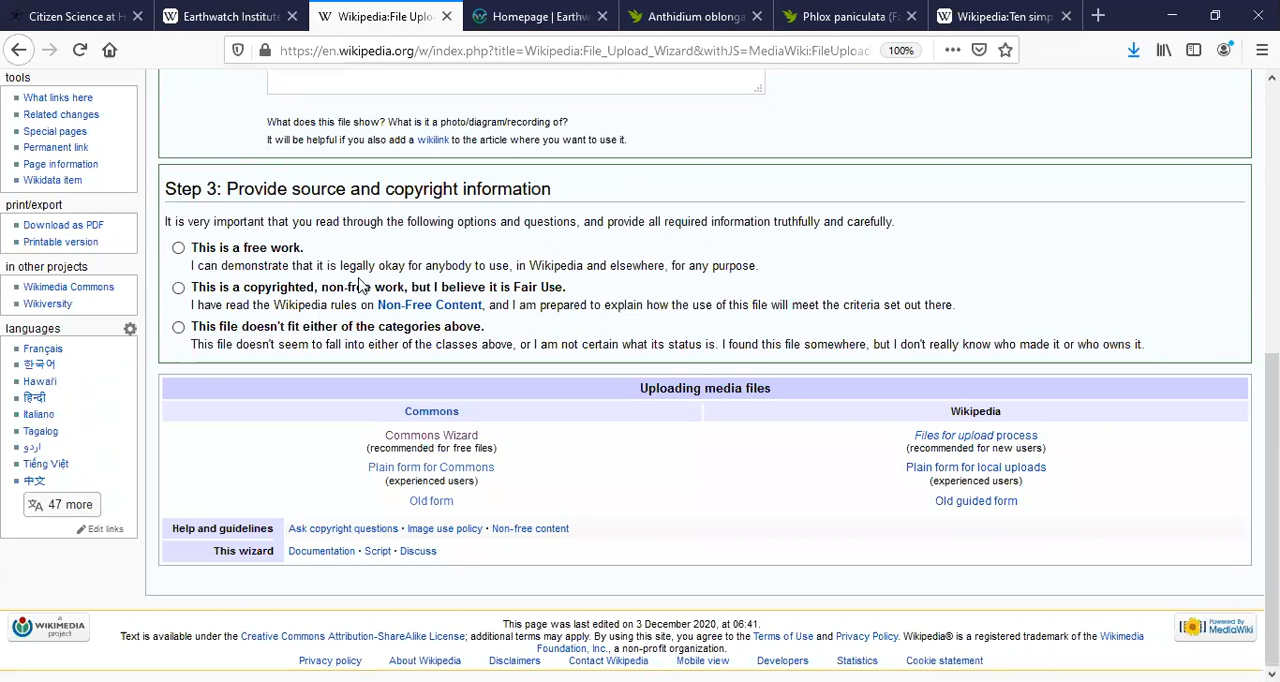 Citizen Science at H
Earthwatch Institute
Wikipedia:File Uplo
Homepage | Earthw
Anthidium oblonga
Phlox paniculata (F
Wikipedia:Ten simp
https://en.wikipedia.org/w/index.php?title=Wikipedia:File_Upload_Wizard&withJS=MediaWiki:FileUploac
100%
tools
What links here
Related changes
Special pages
Permanent link
Page information
Wikidata item
print/export
Download as PDF
Printable version
in other projects
Wikimedia Commons
Wikiversity
languages
Français
한국어
Hawaiʻi
हिन्दी
Italiano
Tagalog
اردو
Tiếng Việt
中文
47 more
Edit links
What does this file show? What is it a photo/diagram/recording of?
It will be helpful if you also add a wikilink to the article where you want to use it.
Step 3: Provide source and copyright information
It is very important that you read through the following options and questions, and provide all required information truthfully and carefully.
This is a free work.
I can demonstrate that it is legally okay for anybody to use, in Wikipedia and elsewhere, for any purpose.
This is a copyrighted, non-free work, but I believe it is Fair Use.
I have read the Wikipedia rules on Non-Free Content, and I am prepared to explain how the use of this file will meet the criteria set out there.
This file doesn't fit either of the categories above.
This file doesn't seem to fall into either of the classes above, or I am not certain what its status is. I found this file somewhere, but I don't really know who made it or who owns it.
Uploading media files
Commons
Wikipedia
Commons Wizard
(recommended for free files)
Files for upload process
(recommended for new users)
Plain form for Commons
(experienced users)
Plain form for local uploads
(experienced users)
Old form
Old guided form
Help and guidelines
Ask copyright questions · Image use policy · Non-free content
This wizard
Documentation · Script · Discuss
a
WIKIMEDIA
project
This page was last edited on 3 December 2020, at 06:41.
Text is available under the Creative Commons Attribution-ShareAlike License; additional terms may apply. By using this site, you agree to the Terms of Use and Privacy Policy. Wikipedia® is a registered trademark of the Wikimedia
Foundation, Inc., a non-profit organization.
Privacy policy
About Wikipedia
Disclaimers
Contact Wikipedia
Mobile view
Developers
Statistics
Cookie statement
Powered By
MediaWiki